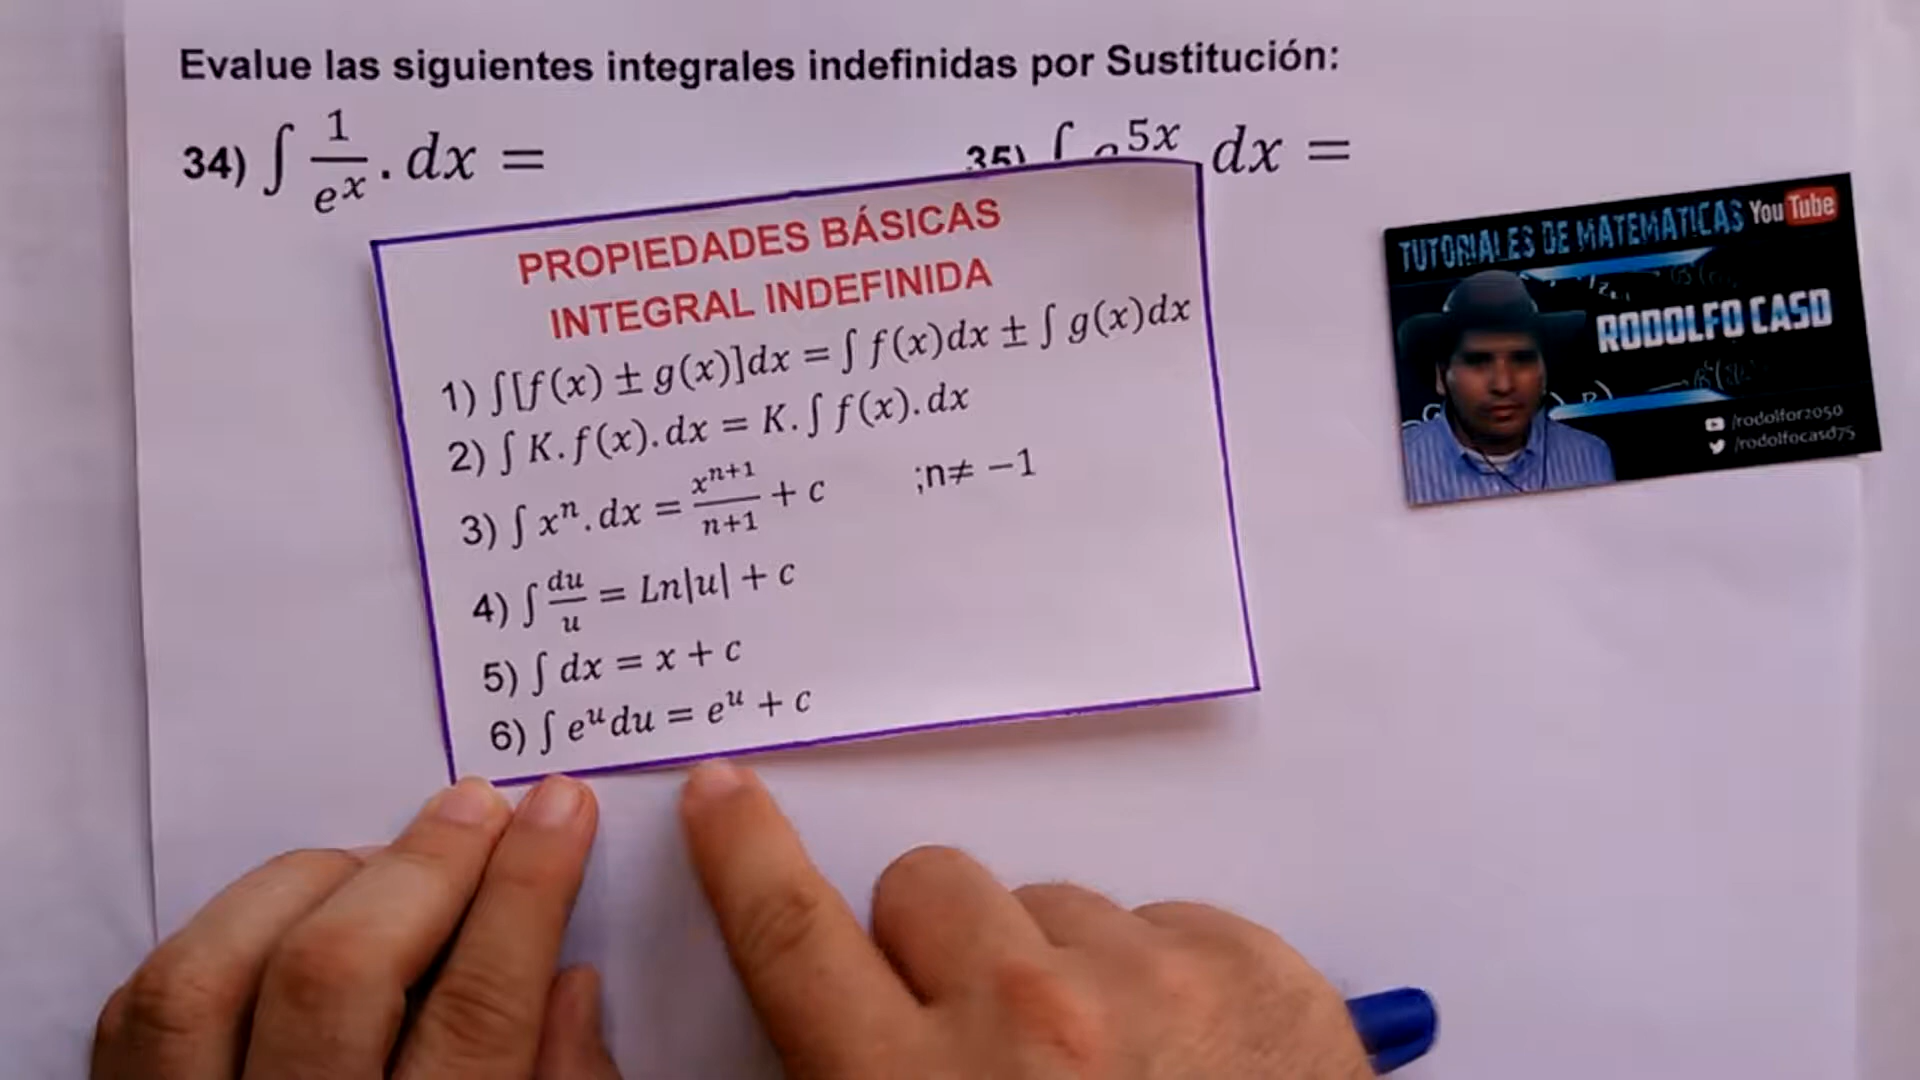 Evalue las siguientes integrales indefinidas por Sustitución:
34) ∫ 1/eˣ . dx =
35) ∫ e⁵ˣ dx =
PROPIEDADES BÁSICAS
INTEGRAL INDEFINIDA
1) ∫[f(x) ± g(x)]dx = ∫ f(x)dx ± ∫ g(x)dx
2) ∫ K. f(x). dx = K. ∫ f(x). dx
3) ∫ xⁿ. dx = xⁿ⁺¹/n+1 + c ;n≠ −1
4) ∫ du/u = Ln|u| + c
5) ∫ dx = x + c
6) ∫ eᵘdu = eᵘ + c
TUTORIALES DE MATEMATICAS YouTube
RODOLFO CASD
/rodolfor2050
/rodolfocasd75